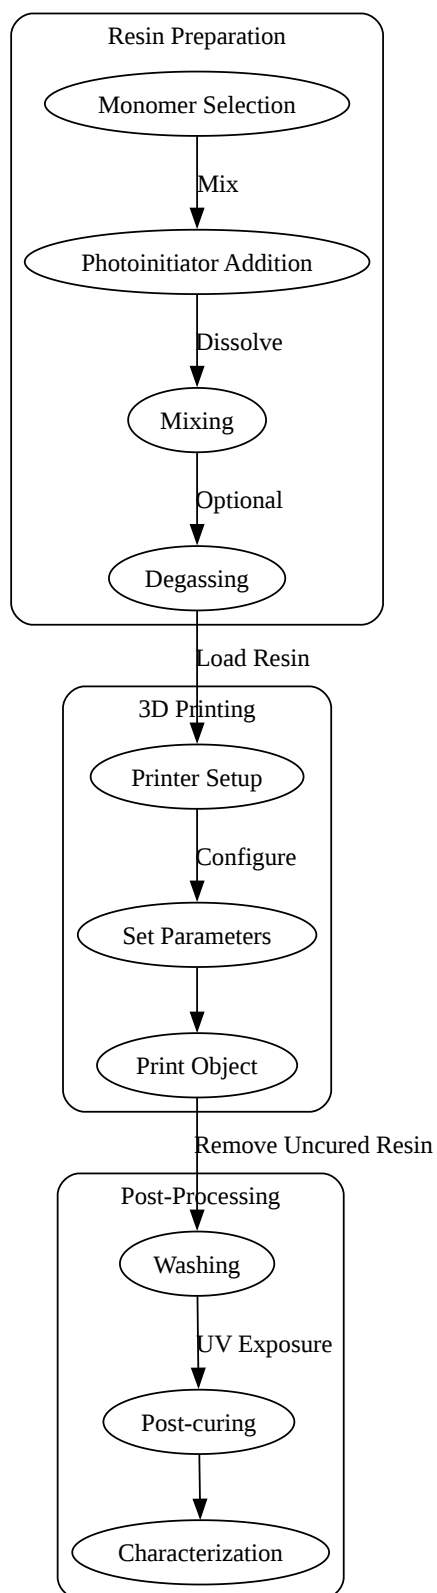 Resin Preparation
Monomer Selection
Mix
Photoinitiator Addition
Dissolve
Mixing
Optional
Degassing
Load Resin
3D Printing
Printer Setup
Configure
Set Parameters
Print Object
Remove Uncured Resin
Post-Processing
Washing
UV Exposure
Post-curing
Characterization